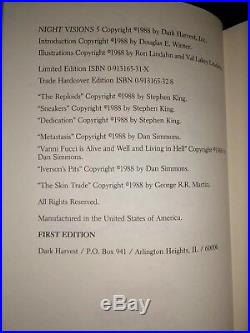 NIGHT VISIONS 5 Copyright ©1988 by Dark Harvest, Inc.
Introduction Copyright ©1988 by Douglas E. Winter.
Illustrations Copyright ©1988 by Ron Lindahn and Val Lakey Lindahn.
Limited Edition ISBN 0-913165-31-X
Trade Hardcover Edition ISBN 0-913165-32-8
"The Reploids" Copyright ©1988 by Stephen King.
"Sneakers" Copyright ©1988 by Stephen King.
"Dedication" Copyright ©1988 by Stephen King.
"Metastasis" Copyright ©1988 by Dan Simmons.
"Vanni Fucci is Alive and Well and Living in Hell" Copyright ©1988 by Dan
Simmons.
"Iverson's Pits" Copyright ©1988 by Dan Simmons.
"The Skin Trade" Copyright ©1988 by George R.R. Martin.
All Rights Reserved.
Manufactured in the United States of America.
FIRST EDITION
Dark Harvest / P.O. Box 941 / Arlington Heights, IL / 60006